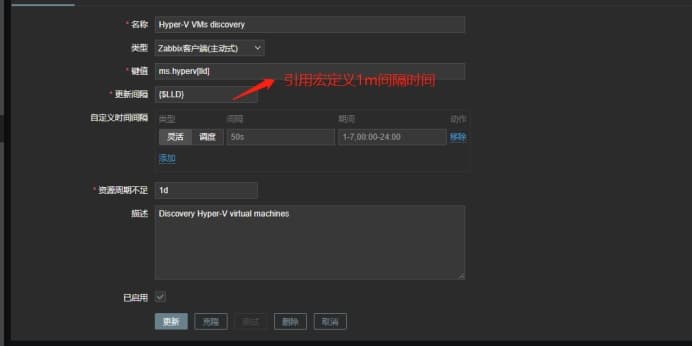 * 名称 Hyper-V VMs discovery
类型 Zabbix客户端(主动式)
* 键值 ms.hyperv[lld]
引用宏定义1m间隔时间
* 更新间隔 {$LLD}
自定义时间间隔 类型 间隔 期间 动作
灵活 调度 50s 1-7,00:00-24:00 移除
添加
* 资源周期不足 1d
描述 Discovery Hyper-V virtual machines
已启用
更新 克隆 测试 删除 取消